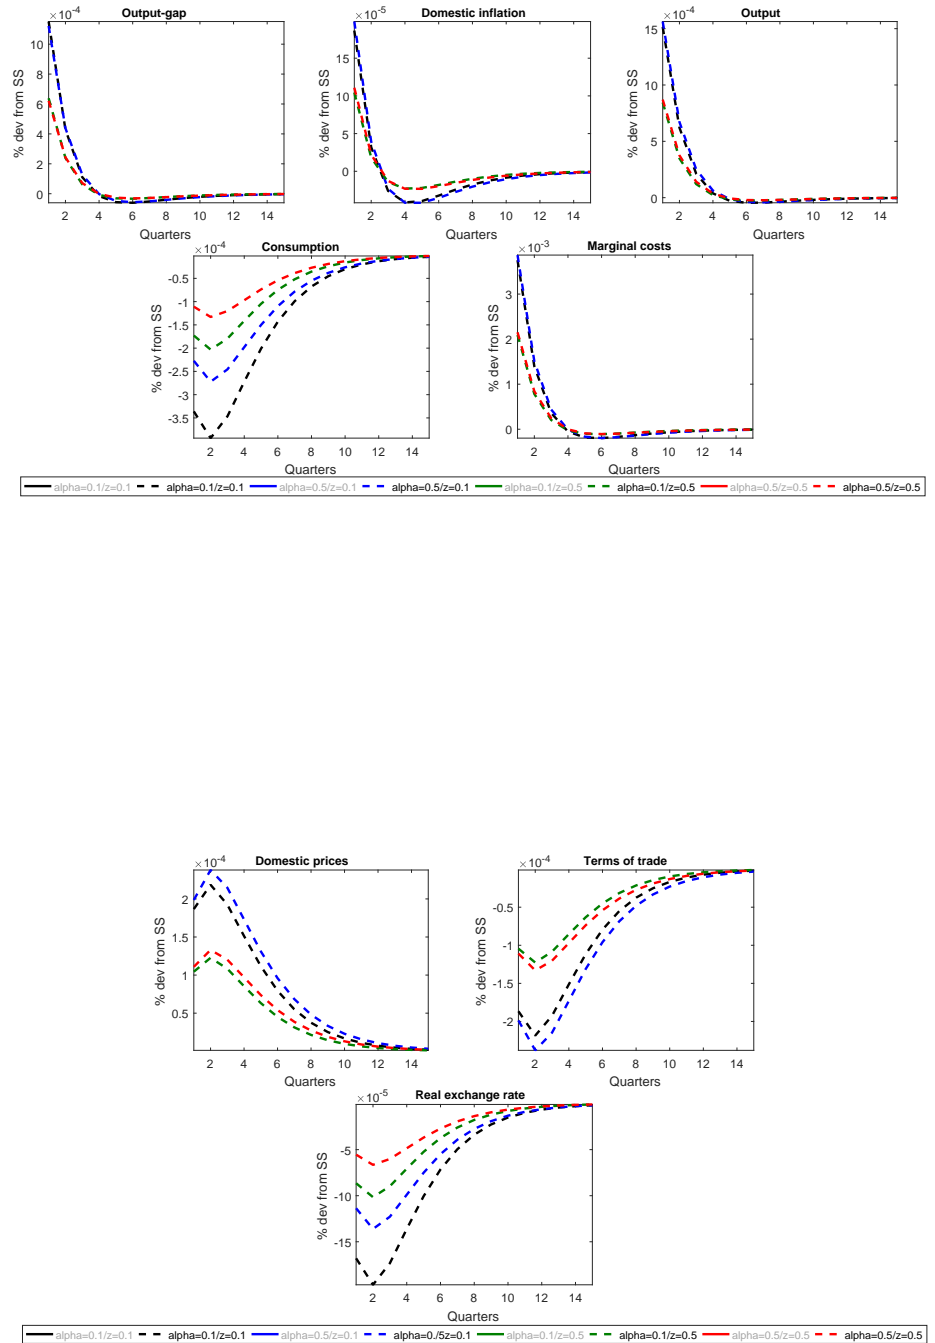 Output-gap
×10-4
10
8
6
4
2
0
% dev from SS
2 4 6 8 10 12 14
Quarters
Domestic inflation
×10-5
15
10
5
0
-5
% dev from SS
2 4 6 8 10 12 14
Quarters
Output
×10-4
15
10
5
0
% dev from SS
2 4 6 8 10 12 14
Quarters
Consumption
×10-4
-0.5
-1
-1.5
-2
-2.5
-3
-3.5
% dev from SS
2 4 6 8 10 12 14
Quarters
Marginal costs
×10-3
3
2
1
0
% dev from SS
2 4 6 8 10 12 14
Quarters
alpha=0.1/z=0.1 alpha=0.1/z=0.1 alpha=0.5/z=0.1 alpha=0.5/z=0.1 alpha=0.1/z=0.5 alpha=0.1/z=0.5 alpha=0.5/z=0.5 alpha=0.5/z=0.5
Domestic prices
×10-4
2
1.5
1
0.5
% dev from SS
2 4 6 8 10 12 14
Quarters
Terms of trade
×10-4
-0.5
-1
-1.5
-2
% dev from SS
2 4 6 8 10 12 14
Quarters
Real exchange rate
×10-5
-5
-10
-15
% dev from SS
2 4 6 8 10 12 14
Quarters
alpha=0.1/z=0.1 alpha=0.1/z=0.1 alpha=0.5/z=0.1 alpha=0./5z=0.1 alpha=0.1/z=0.5 alpha=0.1/z=0.5 alpha=0.5/z=0.5 alpha=0.5/z=0.5